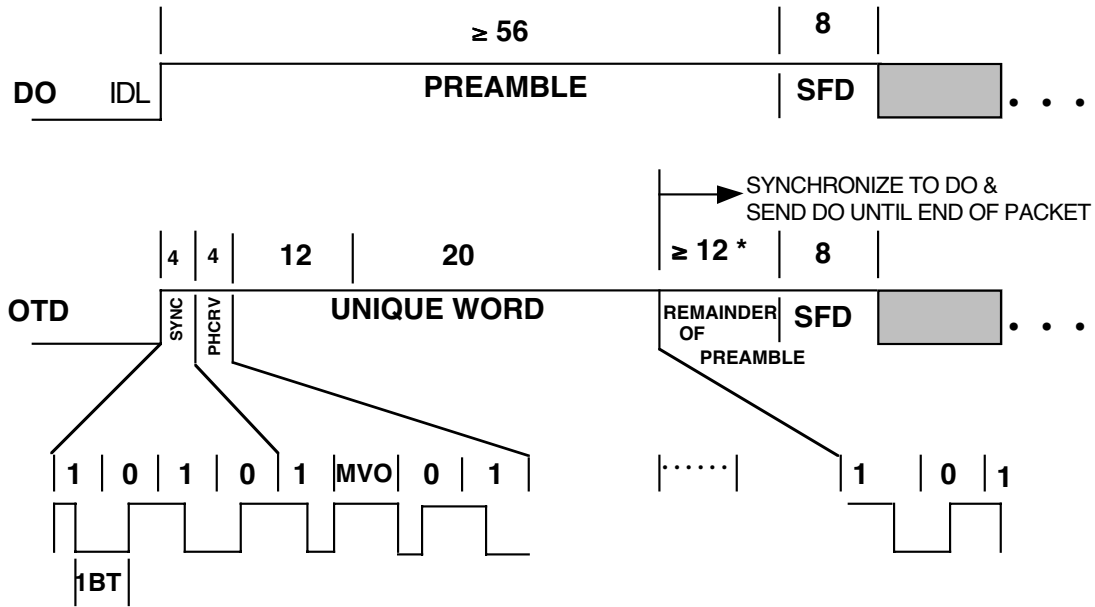 ≥ 56
8
DO IDL
PREAMBLE
SFD
. . .
SYNCHRONIZE TO DO &
SEND DO UNTIL END OF PACKET
4
4
12
20
≥ 12 *
8
OTD
SYNC
PHCRV
UNIQUE WORD
REMAINDER
OF
PREAMBLE
SFD
. . .
1 0 1 0 1 MVO 0 1
......
1 0 1
1BT